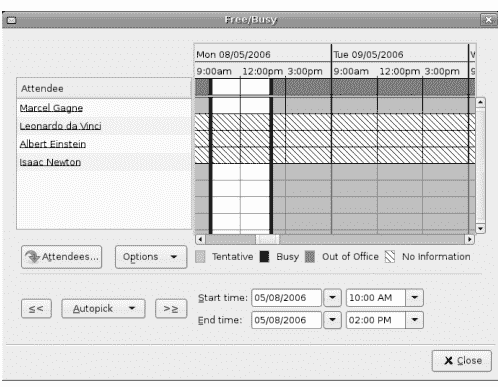 Free/Busy
Mon 08/05/2006 Tue 09/05/2006
9:00am 12:00pm 3:00pm 9:00am 12:00pm 3:00pm 9
Attendee
Marcel Gagne
Leonardo da Vinci
Albert Einstein
Isaac Newton
Attendees... Options Tentative Busy Out of Office No Information
Start time: 05/08/2006 10:00 AM
≤< Autopick >≥
End time: 05/08/2006 02:00 PM
Close